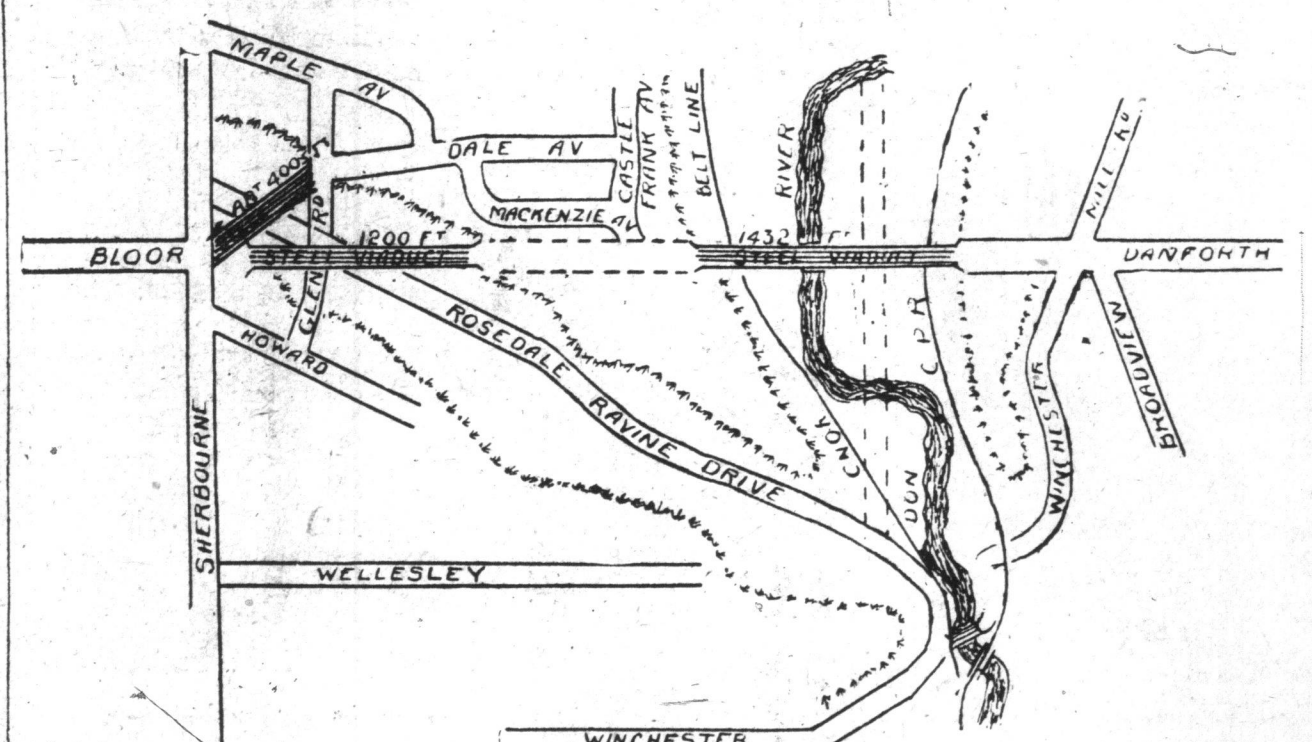 MAPLE AV
ABT 400 FT
GLEN RD
DALE AV
CASTLE
FRANK AV
BELT LINE
RIVER
MILL RD
MACKENZIE AV
BLOOR
1200 FT
STEEL VIADUCT
1432 FT
STEEL VIADUCT
DANFORTH
HOWARD
ROSEDALE RAVINE DRIVE
C P R
C N O R
DON
WINCHESTER
BROADVIEW
SHERBOURNE
WELLESLEY
WINCHESTER